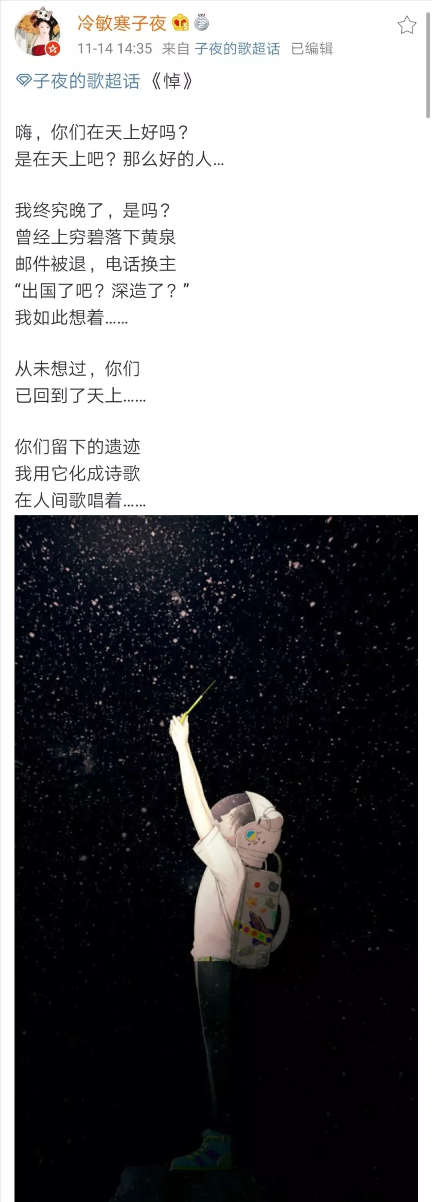 冷敏寒子夜
11-14 14:35 来自 子夜的歌超话 已编辑
子夜的歌超话 《悼》
嗨，你们在天上好吗？
是在天上吧？那么好的人...
我终究晚了，是吗？
曾经上穷碧落下黄泉
邮件被退，电话换主
“出国了吧？深造了？”
我如此想着......
从未想过，你们
已回到了天上......
你们留下的遗迹
我用它化成诗歌
在人间歌唱着......